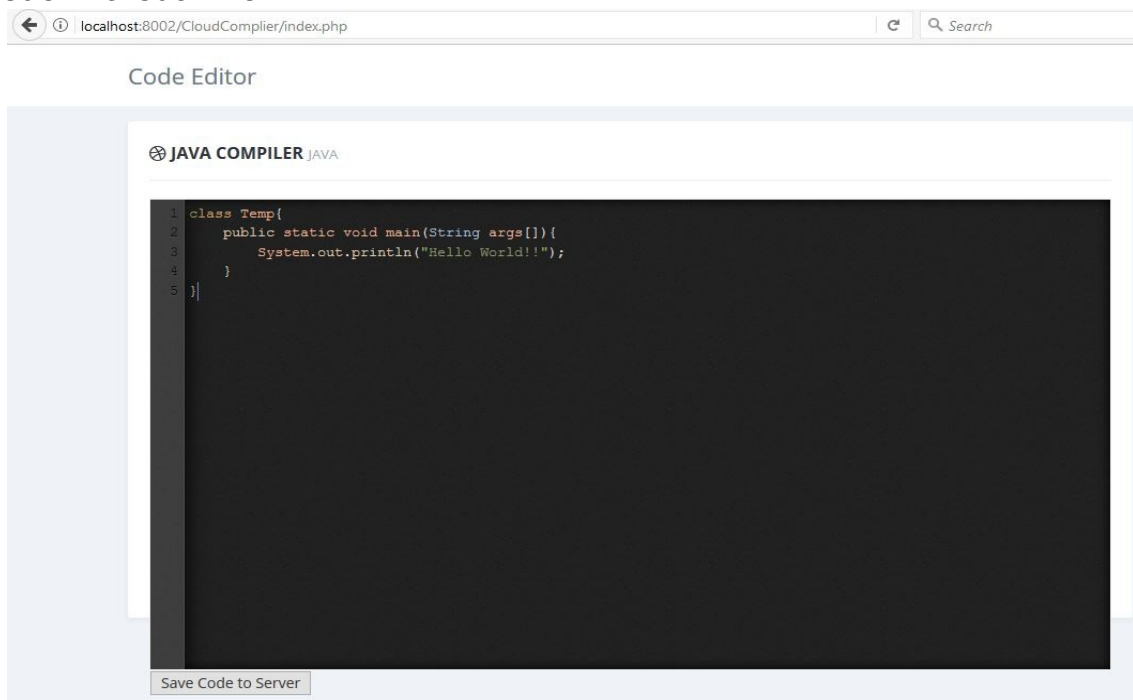 localhost:8002/CloudComplier/index.php
Search
Code Editor
JAVA COMPILER JAVA
1 class Temp{
2 public static void main(String args[]){
3 System.out.println("Hello World!!");
4 }
5 }
Save Code to Server